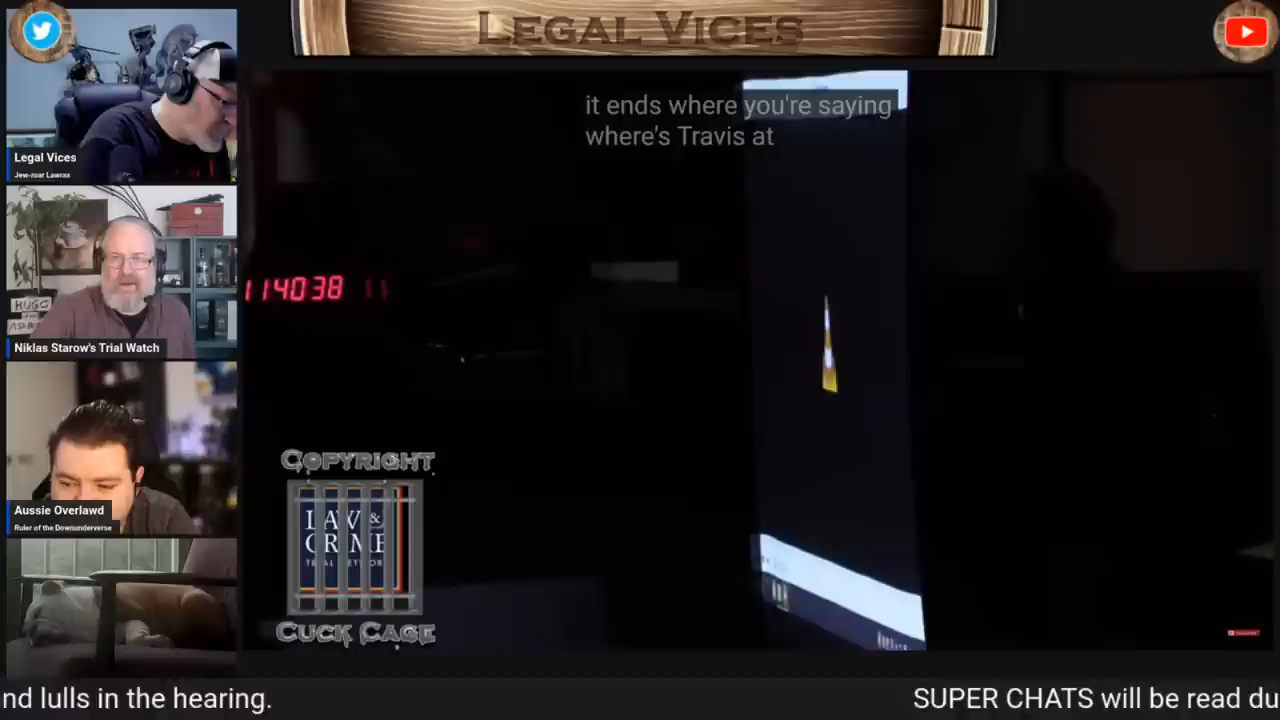 LEGAL VICES
it ends where you're saying
where's Travis at
Legal Vices
Jew-roar Lawrxx
HUGO
Niklas Starow's Trial Watch
114038 11
COPYRIGHT
LAW &
CRIME
CUCK CAGE
Aussie Overlawd
Ruler of the Downunderverse
nd lulls in the hearing.
SUPER CHATS will be read du